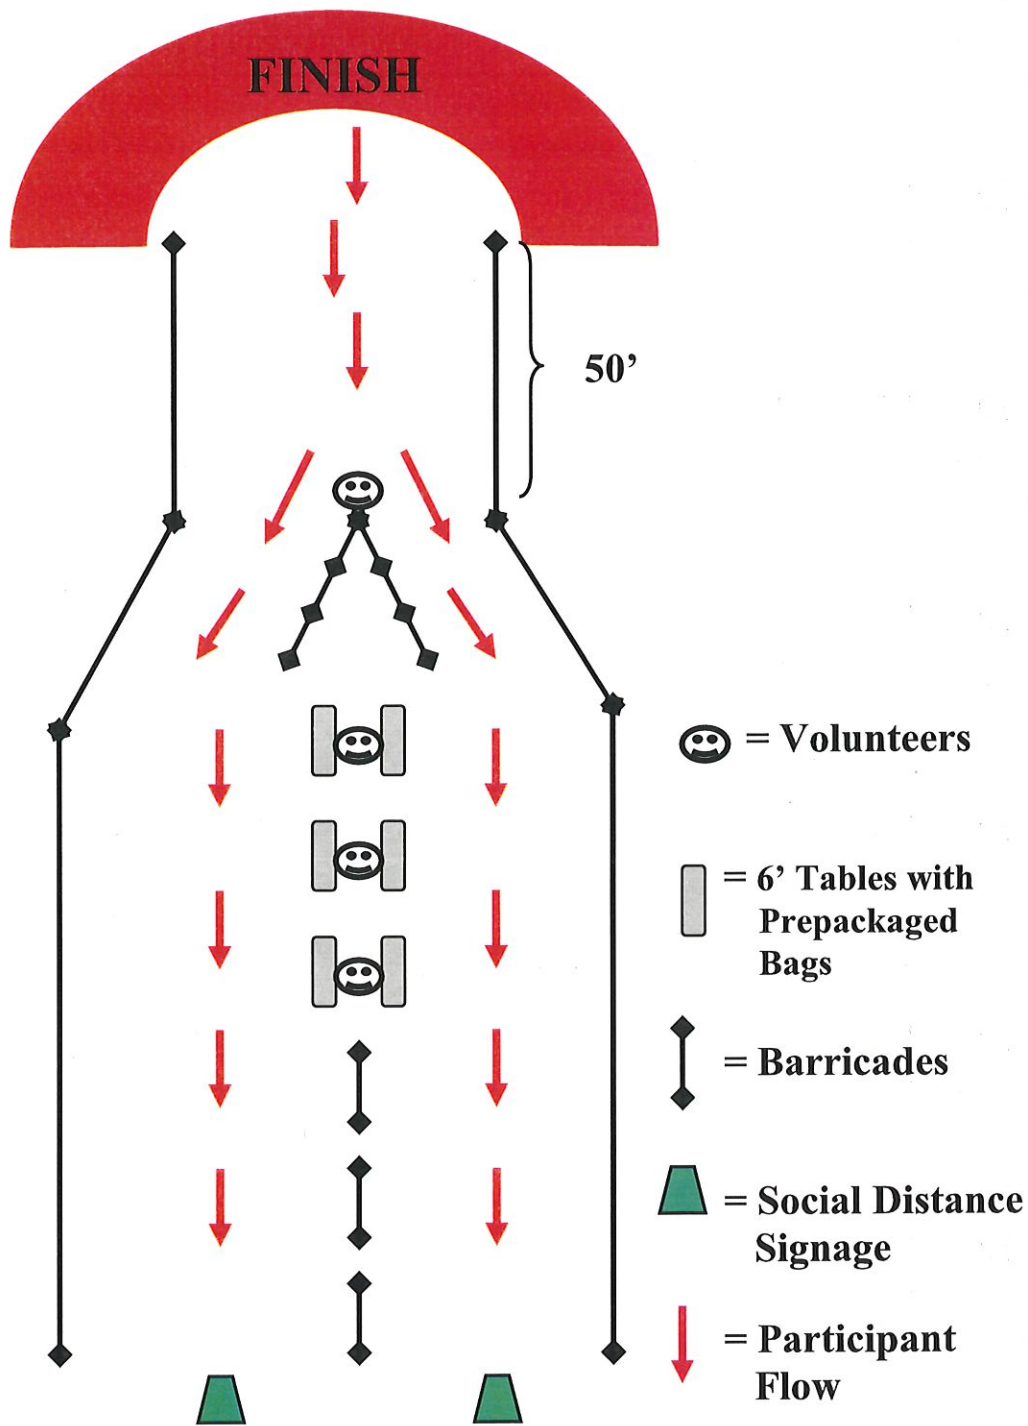 FINISH
50’
= Volunteers
= 6’ Tables with
Prepackaged
Bags
= Barricades
= Social Distance
Signage
= Participant
Flow